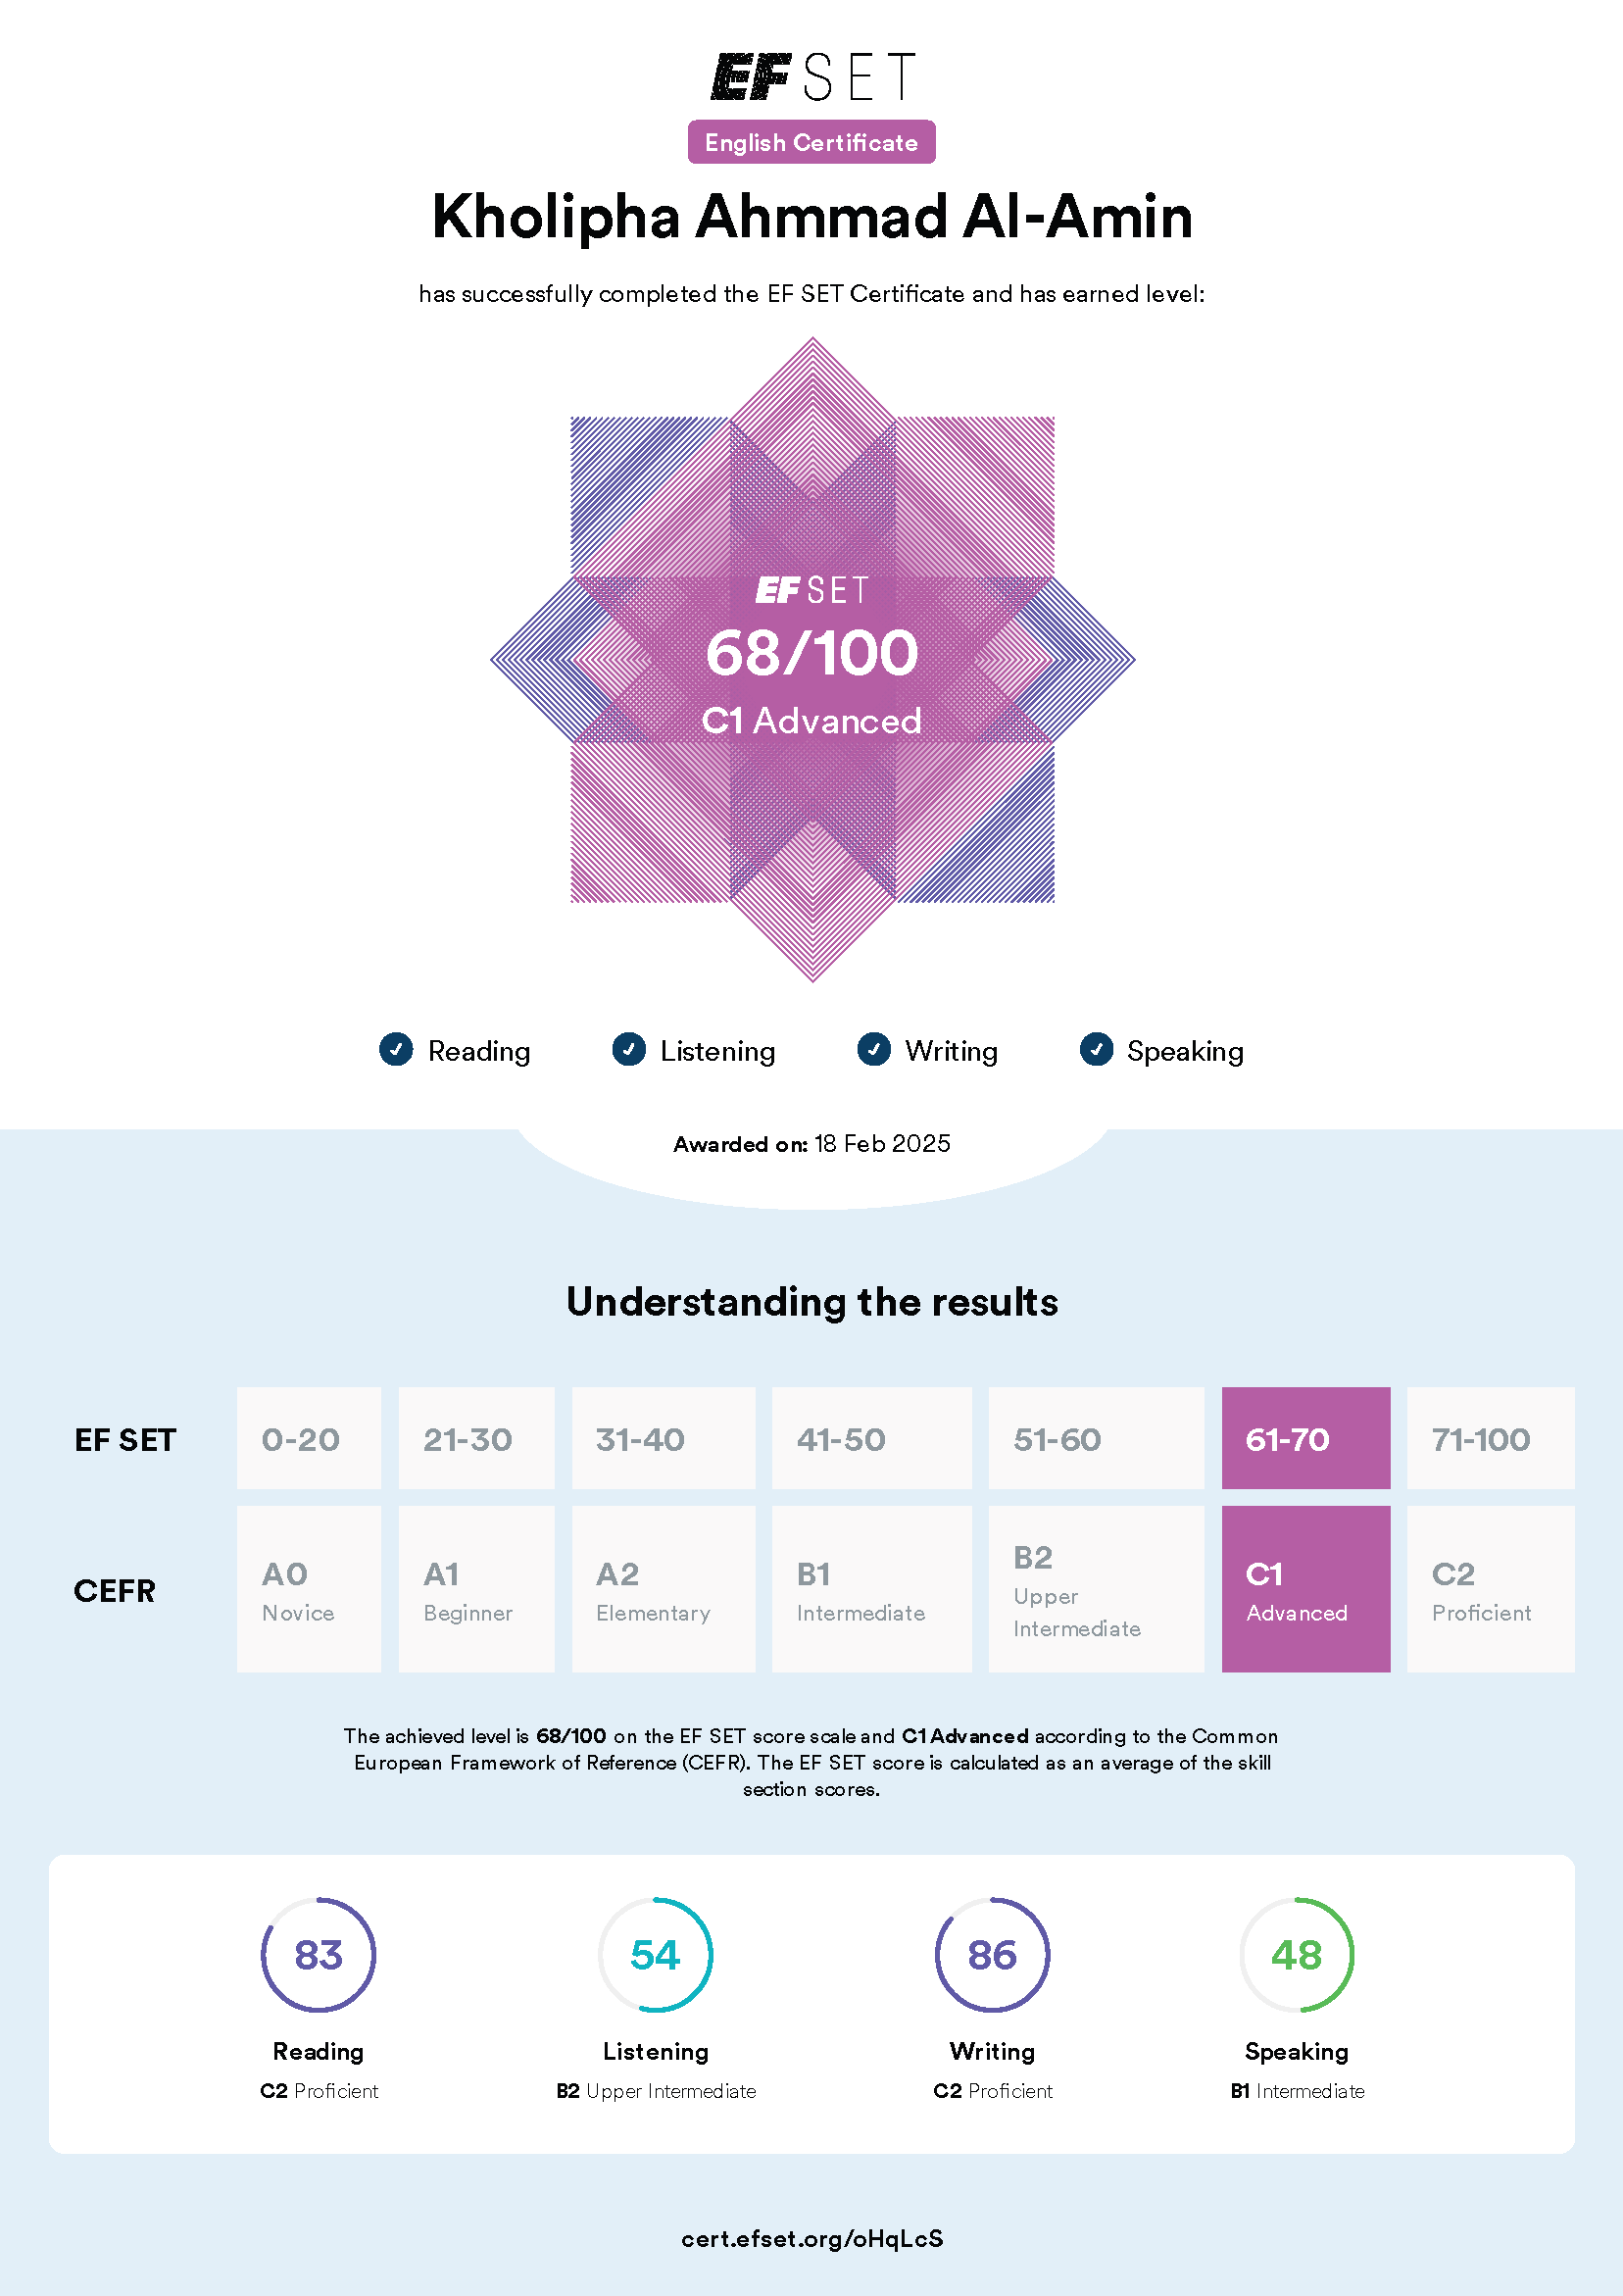 EF SET
English Certificate
Kholipha Ahmmad Al-Amin
has successfully completed the EF SET Certificate and has earned level:
EF SET
68/100
C1 Advanced
Reading Listening Writing Speaking
Awarded on: 18 Feb 2025
Understanding the results
EF SET 0-20 21-30 31-40 41-50 51-60 61-70 71-100
CEFR
A0 Novice
A1 Beginner
A2 Elementary
B1 Intermediate
B2 Upper
Intermediate
C1 Advanced
C2 Proficient
The achieved level is 68/100 on the EF SET score scale and C1 Advanced according to the Common
European Framework of Reference (CEFR). The EF SET score is calculated as an average of the skill
section scores.
83
Reading
C2 Proficient
54
Listening
B2 Upper Intermediate
86
Writing
C2 Proficient
48
Speaking
B1 Intermediate
cert.efset.org/oHqLcS